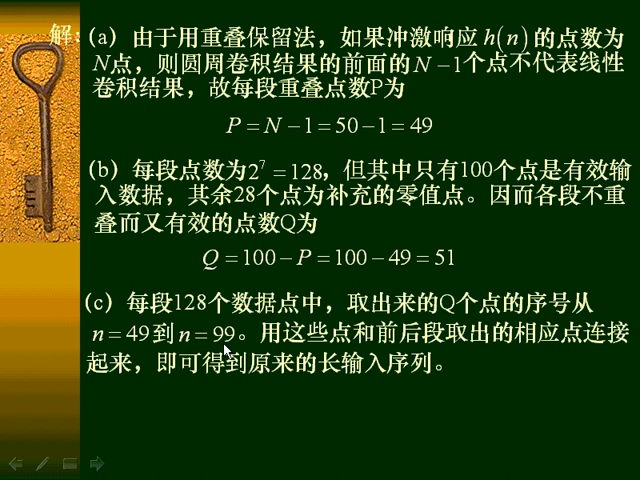 解：(a) 由于用重叠保留法，如果冲激响应 h(n) 的点数为
N点，则圆周卷积结果的前面的 N−1个点不代表线性
卷积结果，故每段重叠点数P为
P = N − 1 = 50 − 1 = 49
(b) 每段点数为2⁷ = 128，但其中只有100个点是有效输
入数据，其余28个点为补充的零值点。因而各段不重
叠而又有效的点数Q为
Q = 100 − P = 100 − 49 = 51
(c) 每段128个数据点中，取出来的Q个点的序号从
n = 49 到 n = 99。用这些点和前后段取出的相应点连接
起来，即可得到原来的长输入序列。